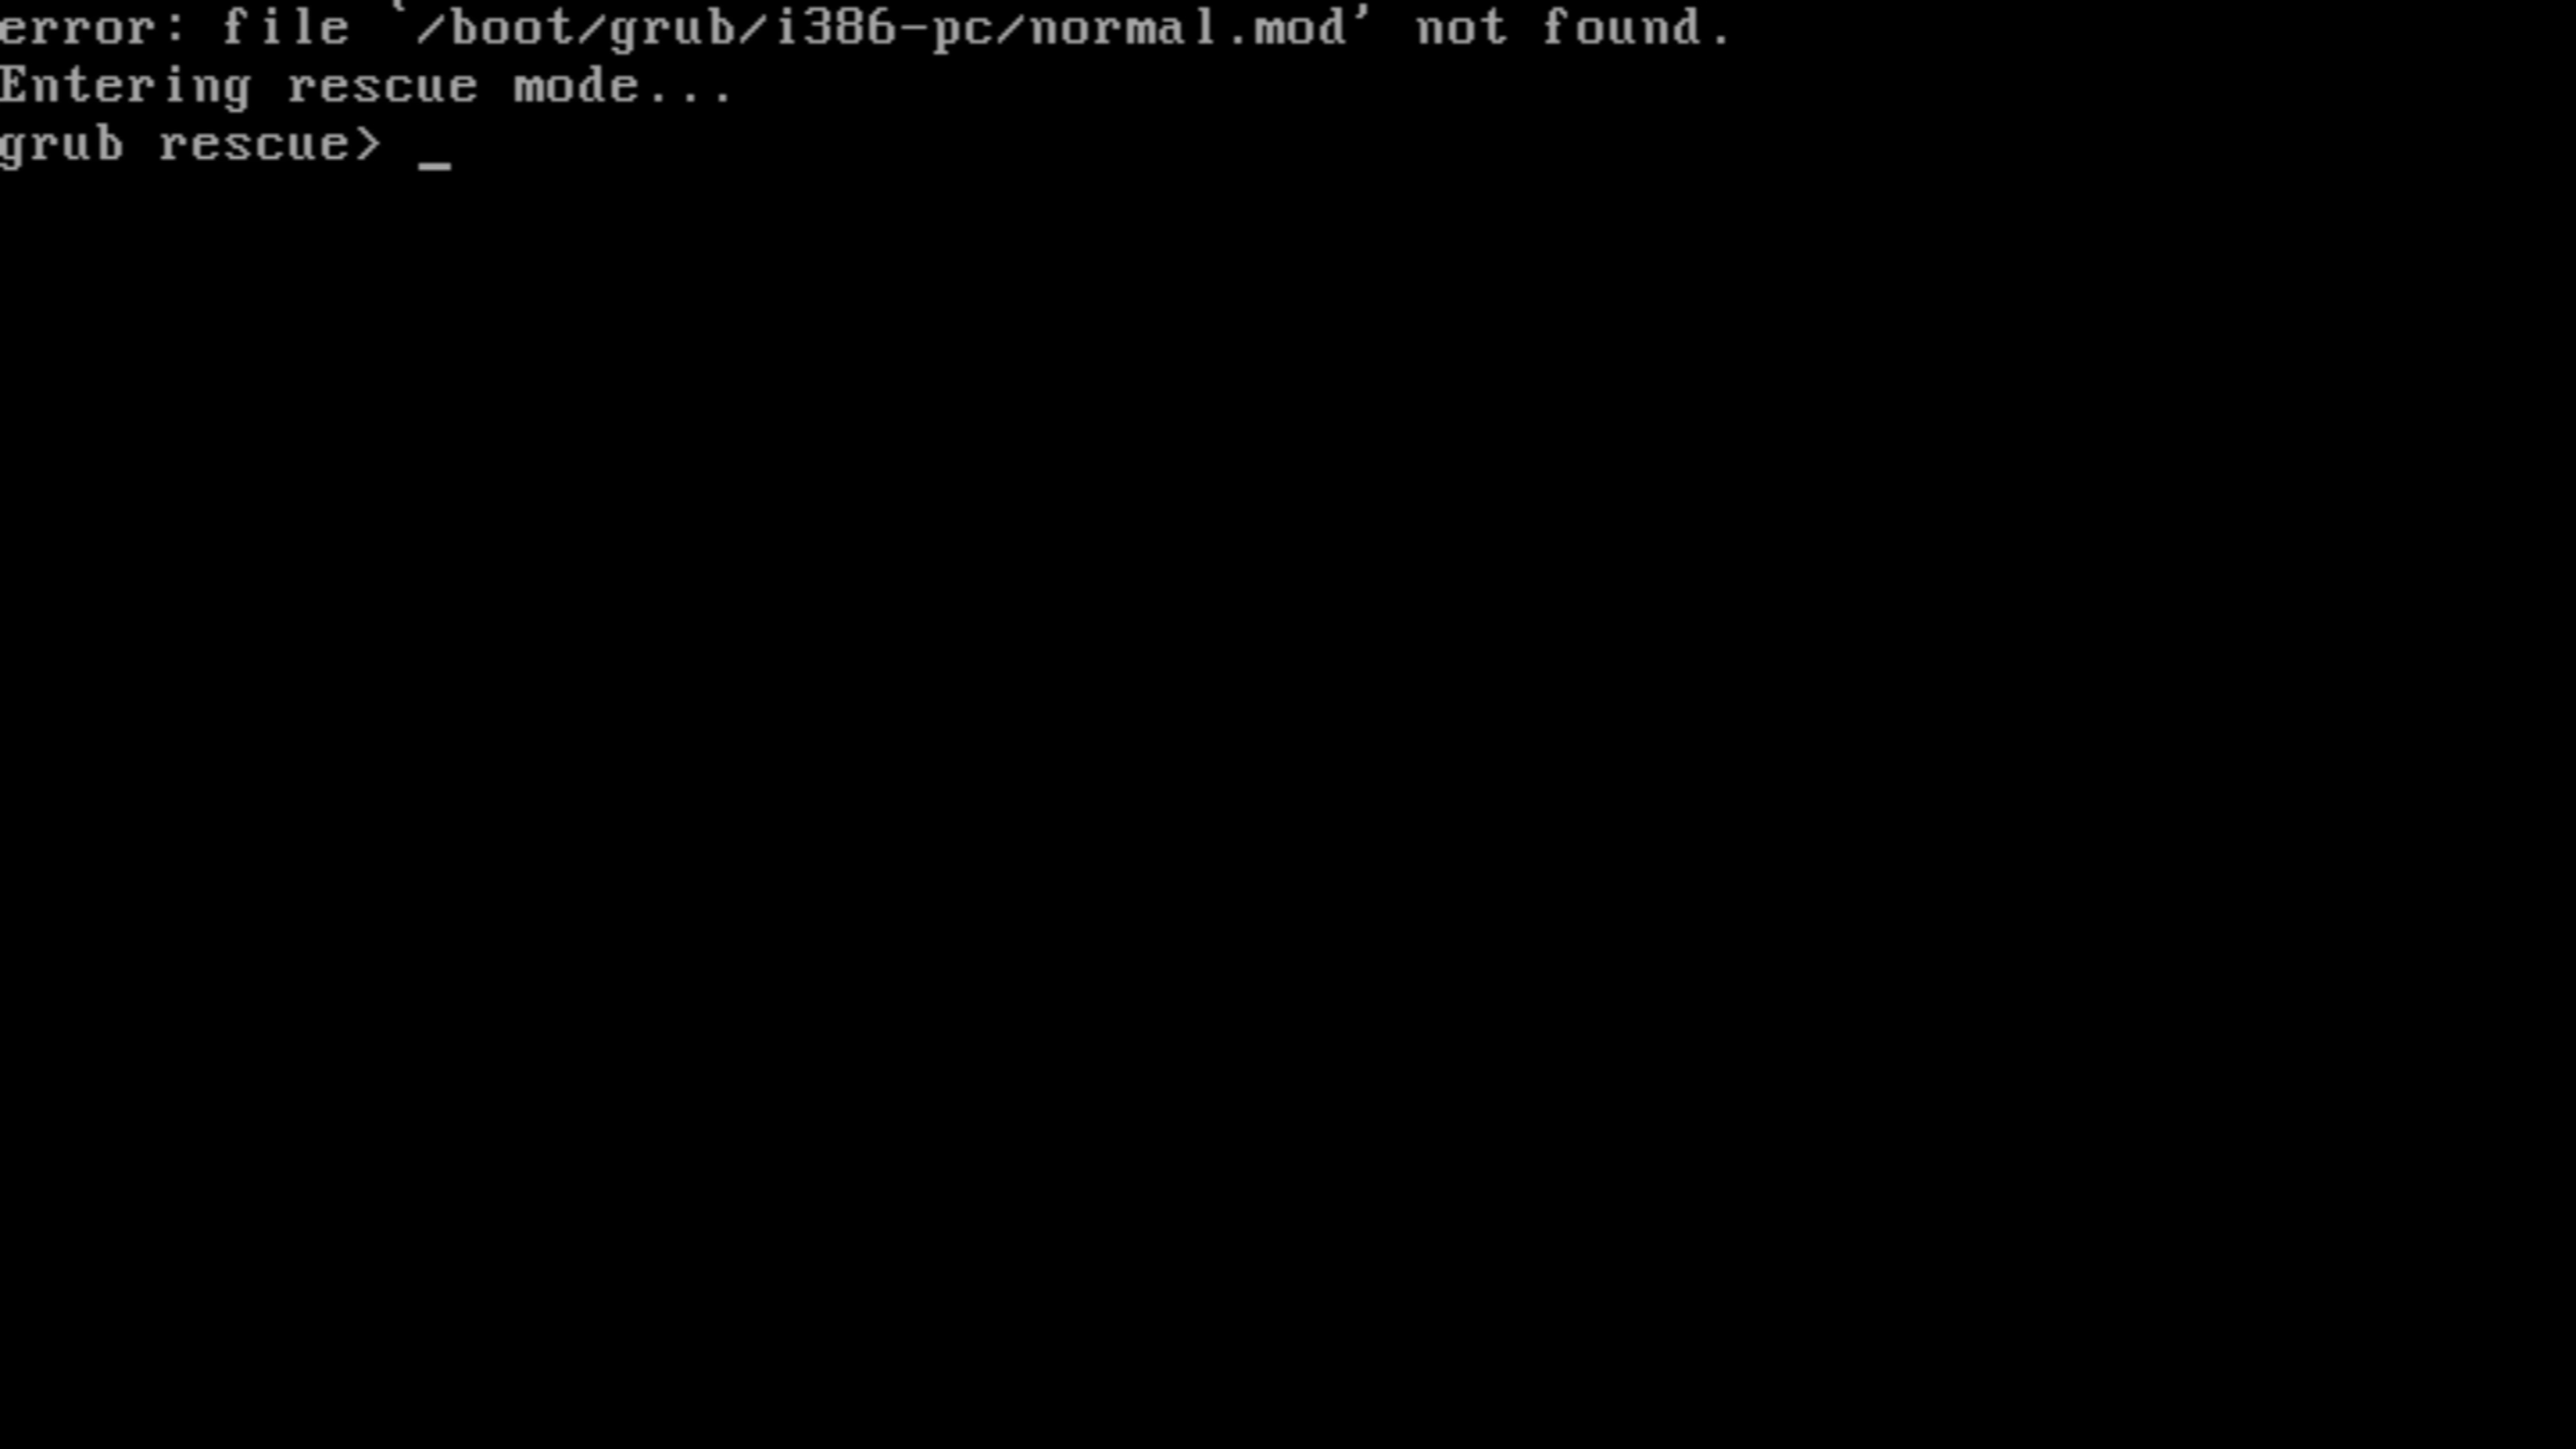 error: file `/boot/grub/i386-pc/normal.mod' not found.
Entering rescue mode...
grub rescue> _